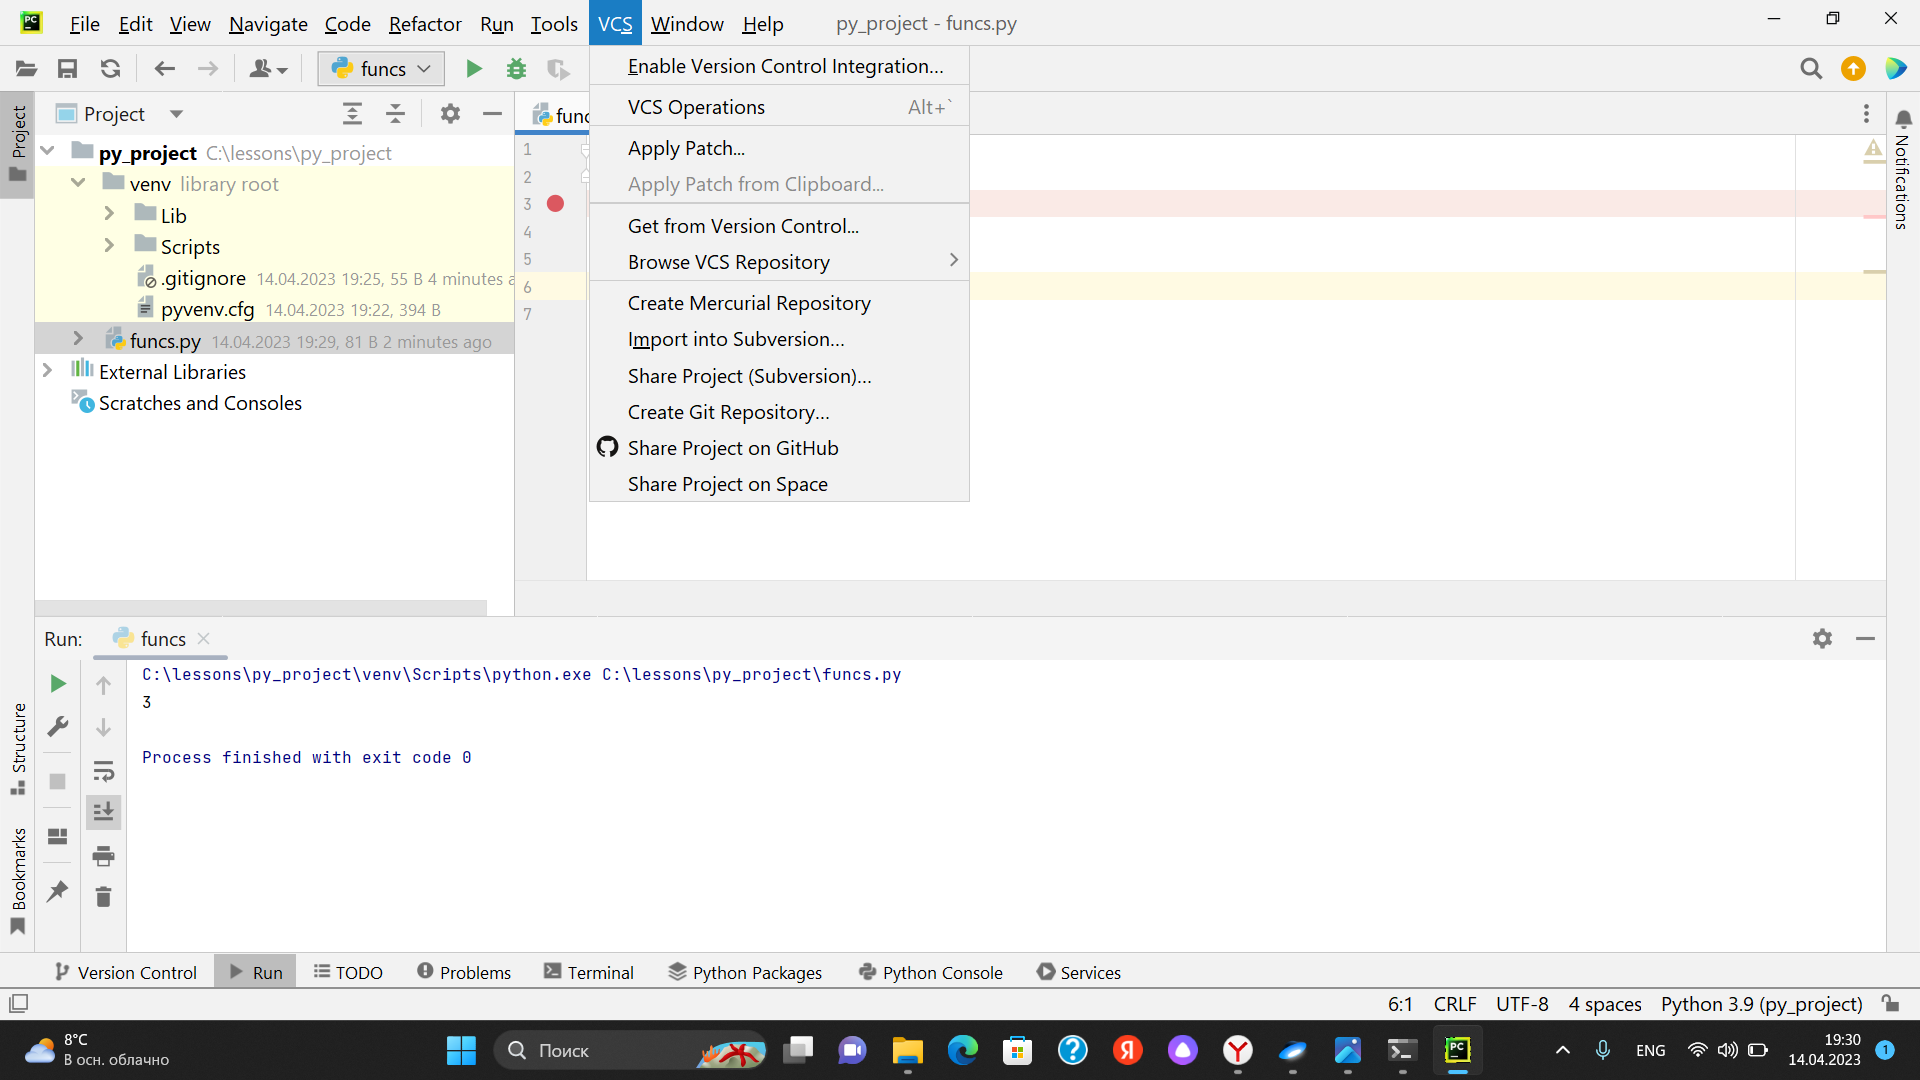 PC File Edit View Navigate Code Refactor Run Tools VCS Window Help py_project - funcs.py
funcs
Enable Version Control Integration...
VCS Operations Alt+`
Apply Patch...
Apply Patch from Clipboard...
Get from Version Control...
Browse VCS Repository
Create Mercurial Repository
Import into Subversion...
Share Project (Subversion)...
Create Git Repository...
Share Project on GitHub
Share Project on Space
Project
Project
py_project C:\lessons\py_project
venv library root
Lib
Scripts
.gitignore 14.04.2023 19:25, 55 B 4 minutes a
pyvenv.cfg 14.04.2023 19:22, 394 B
funcs.py 14.04.2023 19:29, 81 B 2 minutes ago
External Libraries
Scratches and Consoles
func
1
2
3
4
5
6
7
Notifications
Run: funcs
C:\lessons\py_project\venv\Scripts\python.exe C:\lessons\py_project\funcs.py
3
Process finished with exit code 0
Structure
Bookmarks
Version Control Run TODO Problems Terminal Python Packages Python Console Services
6:1 CRLF UTF-8 4 spaces Python 3.9 (py_project)
8°C
В осн. облачно
Поиск
Я
PC
ENG
19:30
14.04.2023
1